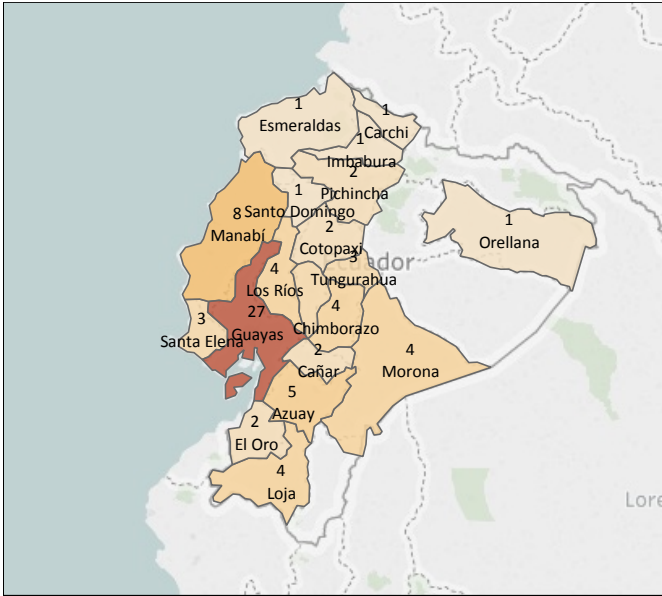 1
Esmeraldas
1
Carchi
1
Imbabura
2
Pichincha
1
Santo Domingo
8
Manabí
2
Cotopaxi
1
Orellana
3
Tungurahua
4
Los Ríos
4
Chimborazo
27
Guayas
3
Santa Elena
2
Cañar
4
Morona
5
Azuay
2
El Oro
4
Loja